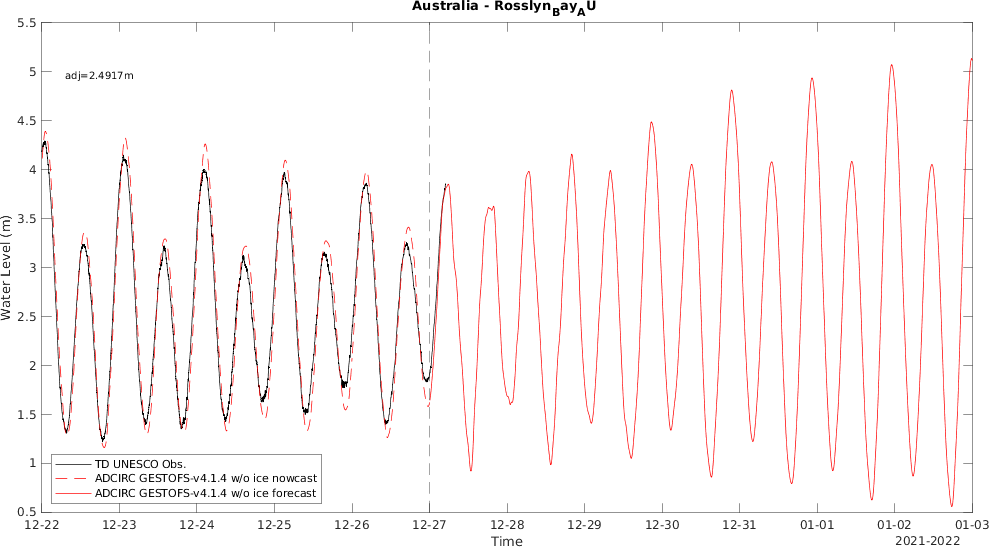 Australia - Rosslyn_Bay_AU
adj=2.4917m
5.5
5
4.5
4
3.5
3
2.5
2
1.5
1
0.5
Water Level (m)
TD UNESCO Obs.
ADCIRC GESTOFS-v4.1.4 w/o ice nowcast
ADCIRC GESTOFS-v4.1.4 w/o ice forecast
12-22 12-23 12-24 12-25 12-26 12-27 12-28 12-29 12-30 12-31 01-01 01-02 01-03
Time
2021-2022